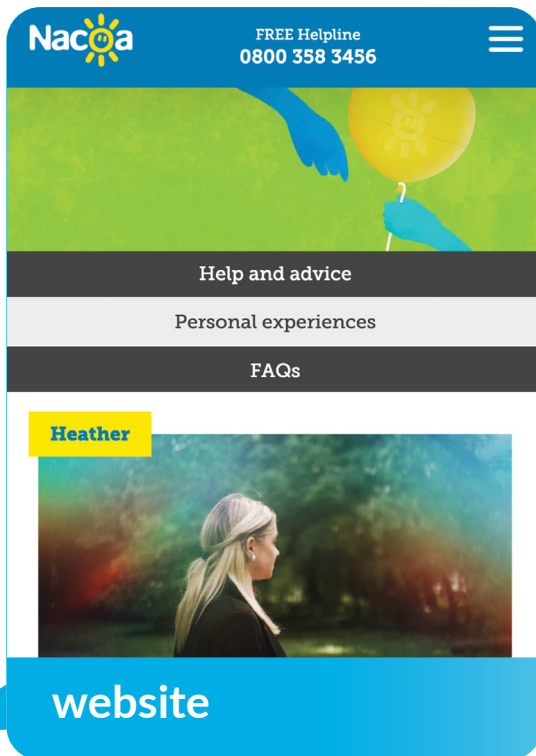 Nacoa
FREE Helpline
0800 358 3456
Help and advice
Personal experiences
FAQs
Heather
website